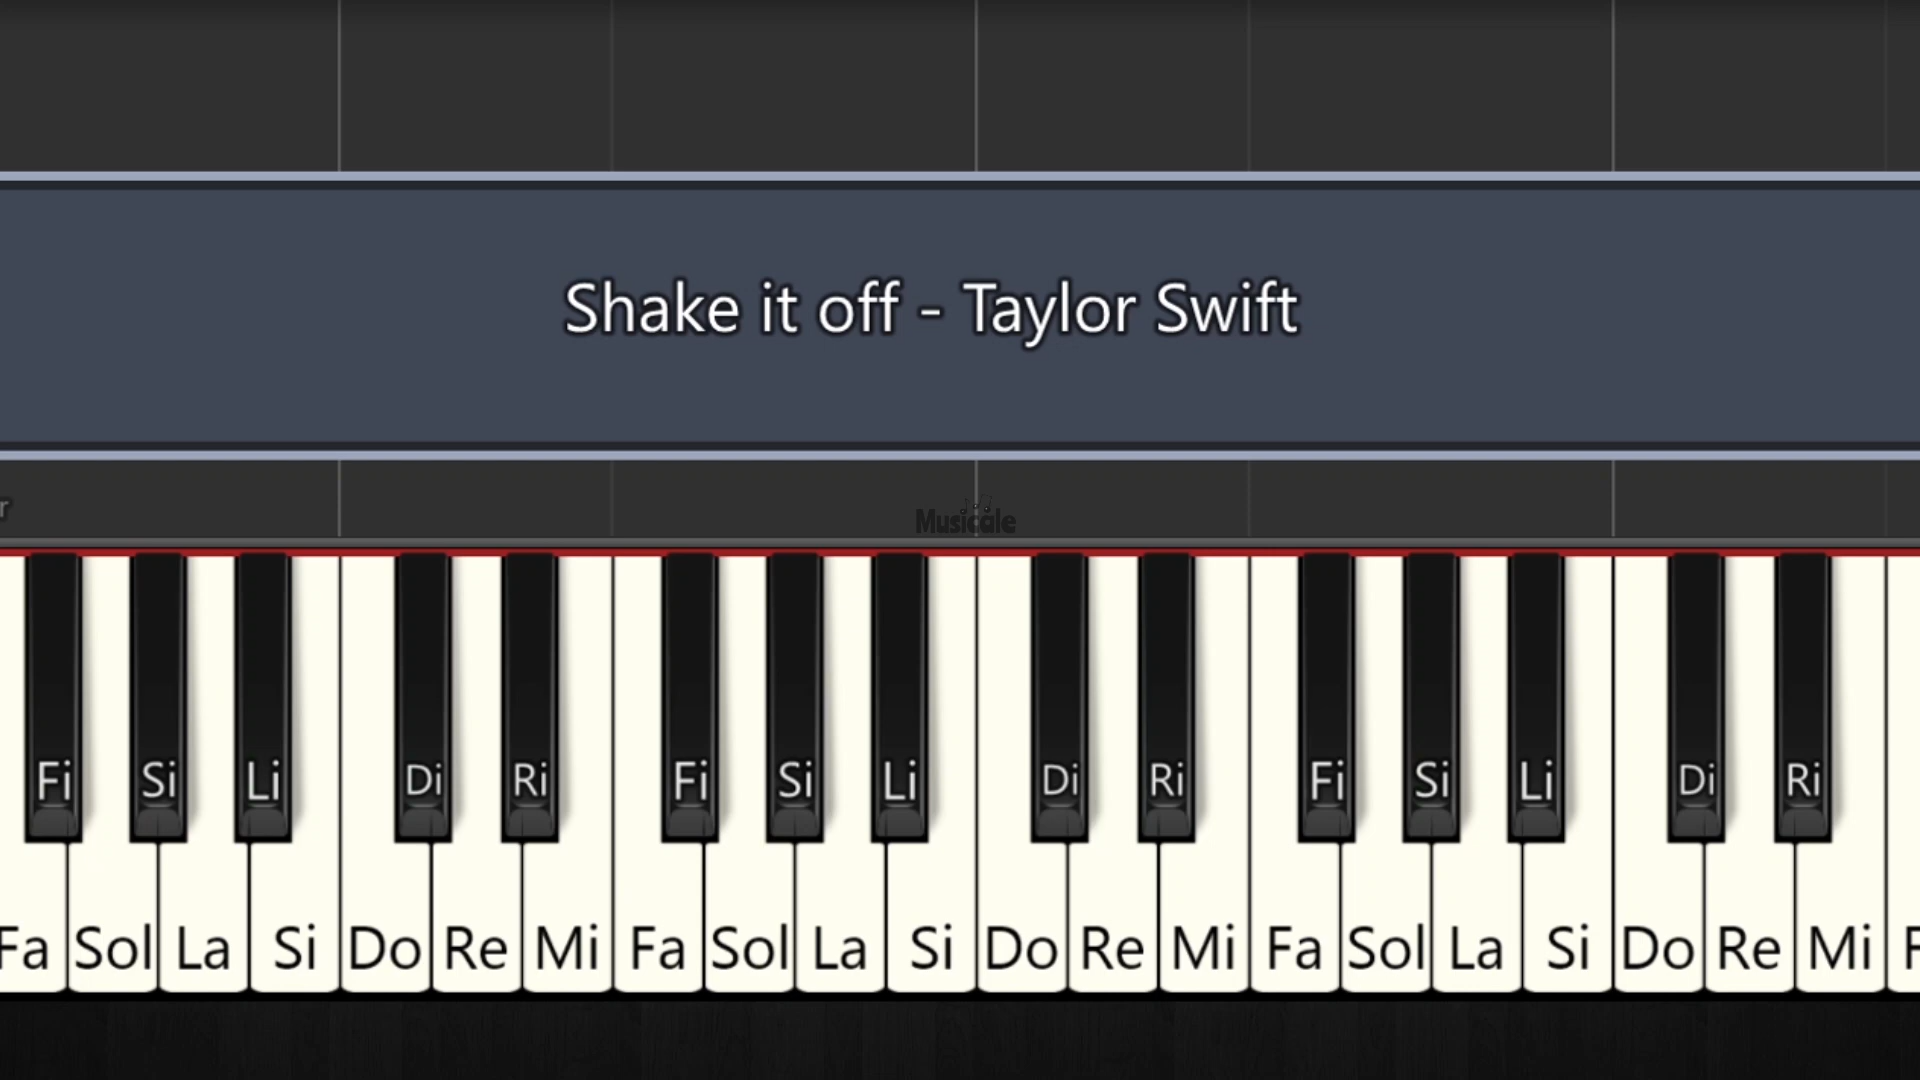 Shake it off - Taylor Swift
r
Musicale
Fi Si Li Di Ri Fi Si Li Di Ri Fi Si Li Di Ri
Fa Sol La Si Do Re Mi Fa Sol La Si Do Re Mi Fa Sol La Si Do Re Mi F